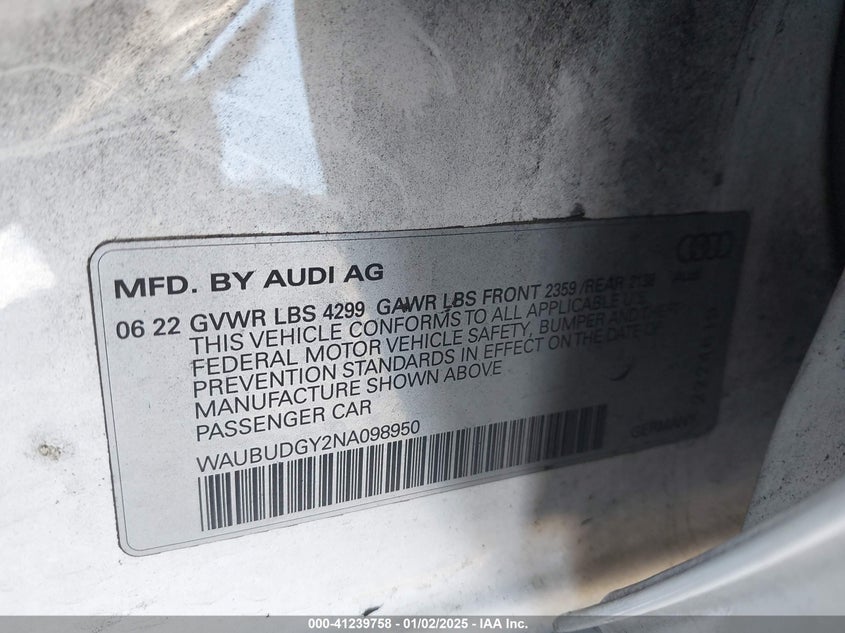 MFD. BY AUDI AG
06 22 GVWR LBS 4299 GAWR LBS FRONT 2359 /REAR 2138
THIS VEHICLE CONFORMS TO ALL APPLICABLE U.S.
FEDERAL MOTOR VEHICLE SAFETY, BUMPER AND THEFT
PREVENTION STANDARDS IN EFFECT ON THE DATE OF
MANUFACTURE SHOWN ABOVE
PASSENGER CAR
WAUBUDGY2NA098950
GERMANY
000-41239758 - 01/02/2025 - IAA Inc.